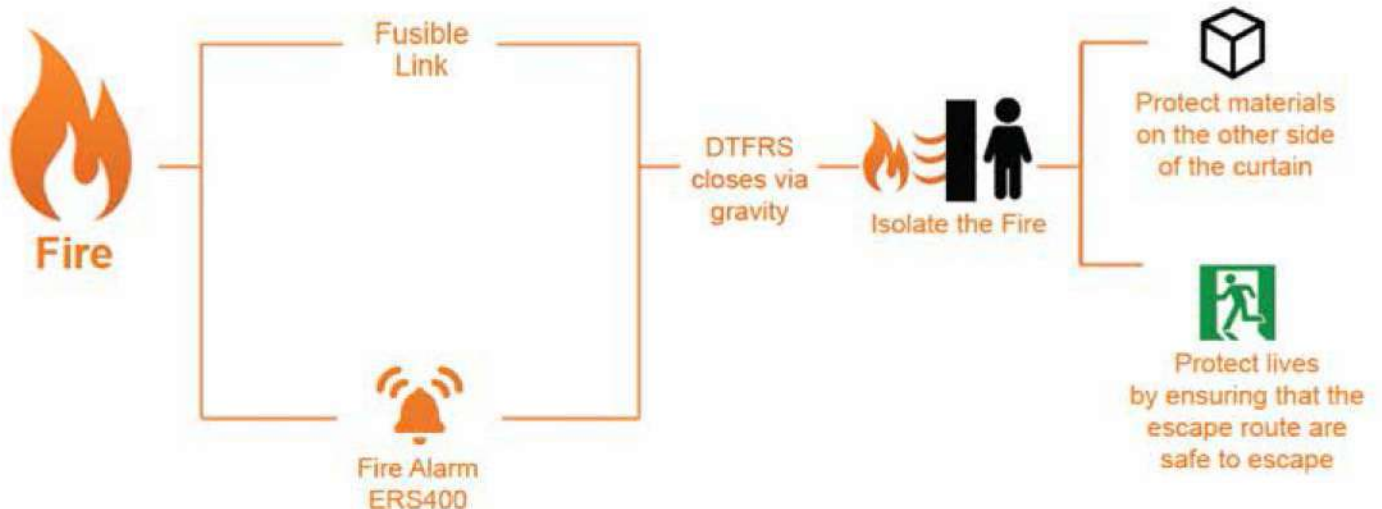 Fire
Fusible
Link
Fire Alarm
ERS400
DTFRS
closes via
gravity
Isolate the Fire
Protect materials
on the other side
of the curtain
Protect lives
by ensuring that the
escape route are
safe to escape